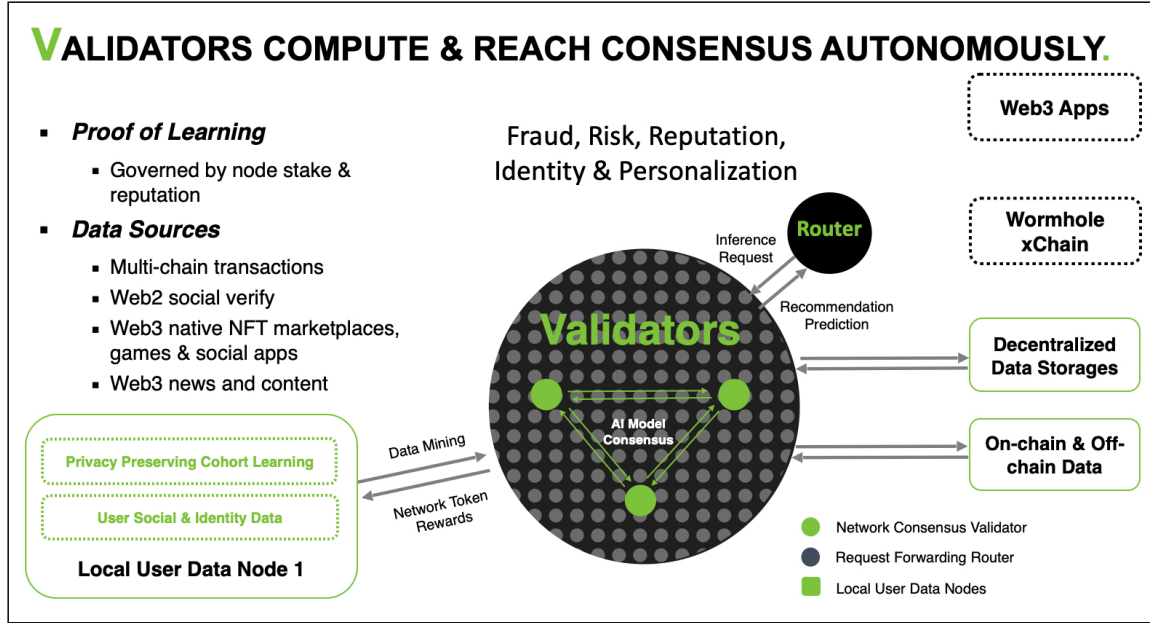 VALIDATORS COMPUTE & REACH CONSENSUS AUTONOMOUSLY.
▪ Proof of Learning
▪ Governed by node stake &
reputation
▪ Data Sources
▪ Multi-chain transactions
▪ Web2 social verify
▪ Web3 native NFT marketplaces,
games & social apps
▪ Web3 news and content
Fraud, Risk, Reputation,
Identity & Personalization
Web3 Apps
Wormhole
xChain
Router
Inference
Request
Recommendation
Prediction
Validators
AI Model
Consensus
Decentralized
Data Storages
On-chain & Off-
chain Data
Data Mining
Network Token
Rewards
Privacy Preserving Cohort Learning
User Social & Identity Data
Local User Data Node 1
Network Consensus Validator
Request Forwarding Router
Local User Data Nodes